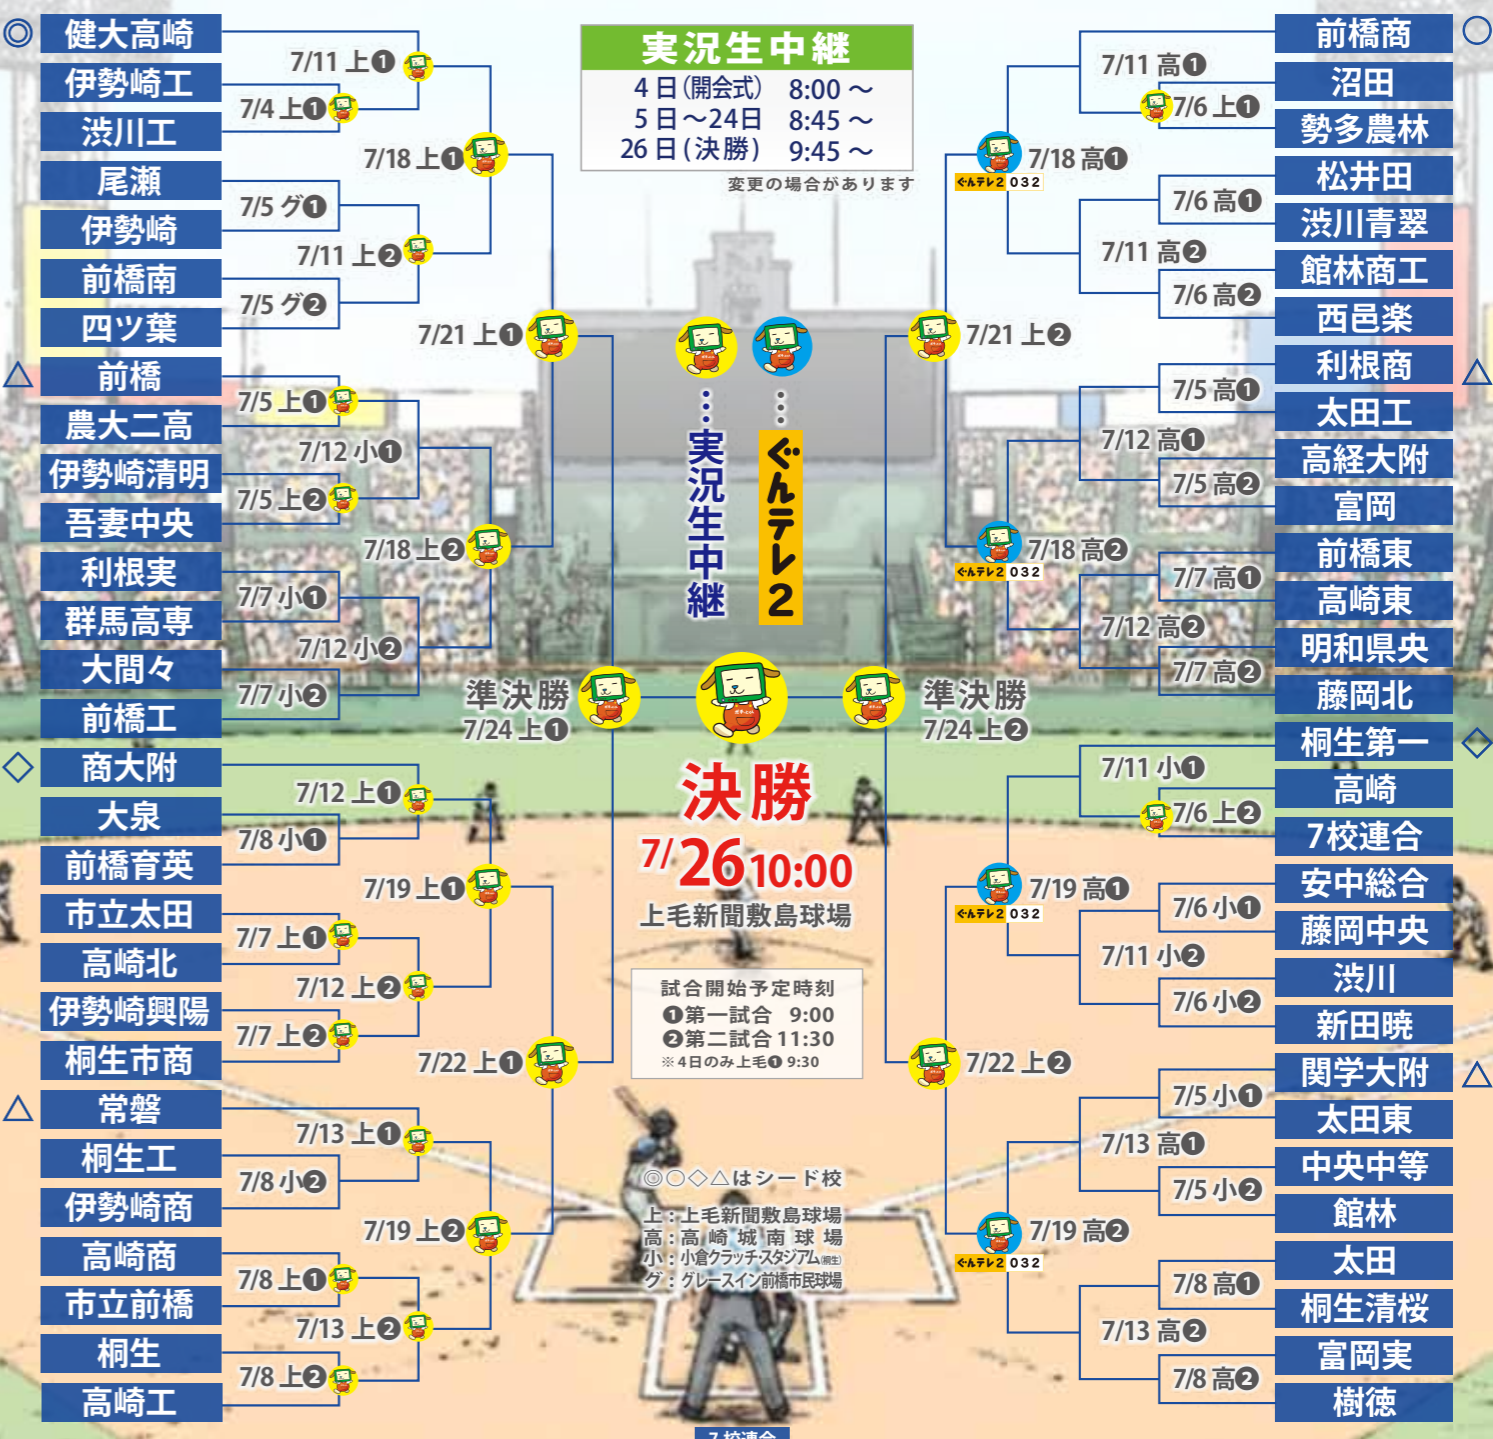 ◎ 健大高崎
伊勢崎工
渋川工
尾瀬
伊勢崎
前橋南
四ツ葉
△ 前橋
農大二高
伊勢崎清明
吾妻中央
利根実
群馬高専
大間々
前橋工
◇ 商大附
大泉
前橋育英
市立太田
高崎北
伊勢崎興陽
桐生市商
△ 常磐
桐生工
伊勢崎商
高崎商
市立前橋
桐生
高崎工
7/11 上❶
7/4 上❶
7/18 上❶
7/5 グ❶
7/11 上❷
7/5 グ❷
7/21 上❶
7/5 上❶
7/12 小❶
7/5 上❷
7/18 上❷
7/7 小❶
7/12 小❷
7/7 小❷
準決勝
7/24 上❶
7/12 上❶
7/8 小❶
7/19 上❶
7/7 上❶
7/12 上❷
7/7 上❷
7/22 上❶
7/13 上❶
7/8 小❷
7/19 上❷
7/8 上❶
7/13 上❷
7/8 上❷
実況生中継
4日(開会式) 8:00～
5日～24日 8:45～
26日(決勝) 9:45～
変更の場合があります
…実況生中継
…ぐんテレ2
決勝
7/26 10:00
上毛新聞敷島球場
試合開始予定時刻
❶第一試合 9:00
❷第二試合 11:30
※4日のみ上毛❶ 9:30
◎○◇△はシード校
上：上毛新聞敷島球場
高：高崎城南球場
小：小倉クラッチ・スタジアム(桐生)
グ：グレースイン前橋市民球場
7校連合
7/11 高❶
7/6 上❶
7/18 高❶
ぐんテレ2 032
7/6 高❶
7/11 高❷
7/6 高❷
7/21 上❷
7/5 高❶
7/12 高❶
7/5 高❷
7/18 高❷
ぐんテレ2 032
7/7 高❶
7/12 高❷
7/7 高❷
準決勝
7/24 上❷
7/11 小❶
7/6 上❷
7/19 高❶
ぐんテレ2 032
7/6 小❶
7/11 小❷
7/6 小❷
7/22 上❷
7/5 小❶
7/13 高❶
7/5 小❷
7/19 高❷
ぐんテレ2 032
7/8 高❶
7/13 高❷
7/8 高❷
前橋商 ○
沼田
勢多農林
松井田
渋川青翠
館林商工
西邑楽
利根商 △
太田工
高経大附
富岡
前橋東
高崎東
明和県央
藤岡北
桐生第一 ◇
高崎
7校連合
安中総合
藤岡中央
渋川
新田暁
関学大附 △
太田東
中央中等
館林
太田
桐生清桜
富岡実
樹徳